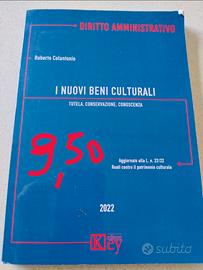 DIRITTO AMMINISTRATIVO
Roberto Colantonio
I NUOVI BENI CULTURALI
TUTELA, CONSERVAZIONE, CONOSCENZA
9,50
Aggiornato alla L. n. 22/22
Reati contro il patrimonio culturale
2022
Key
subito